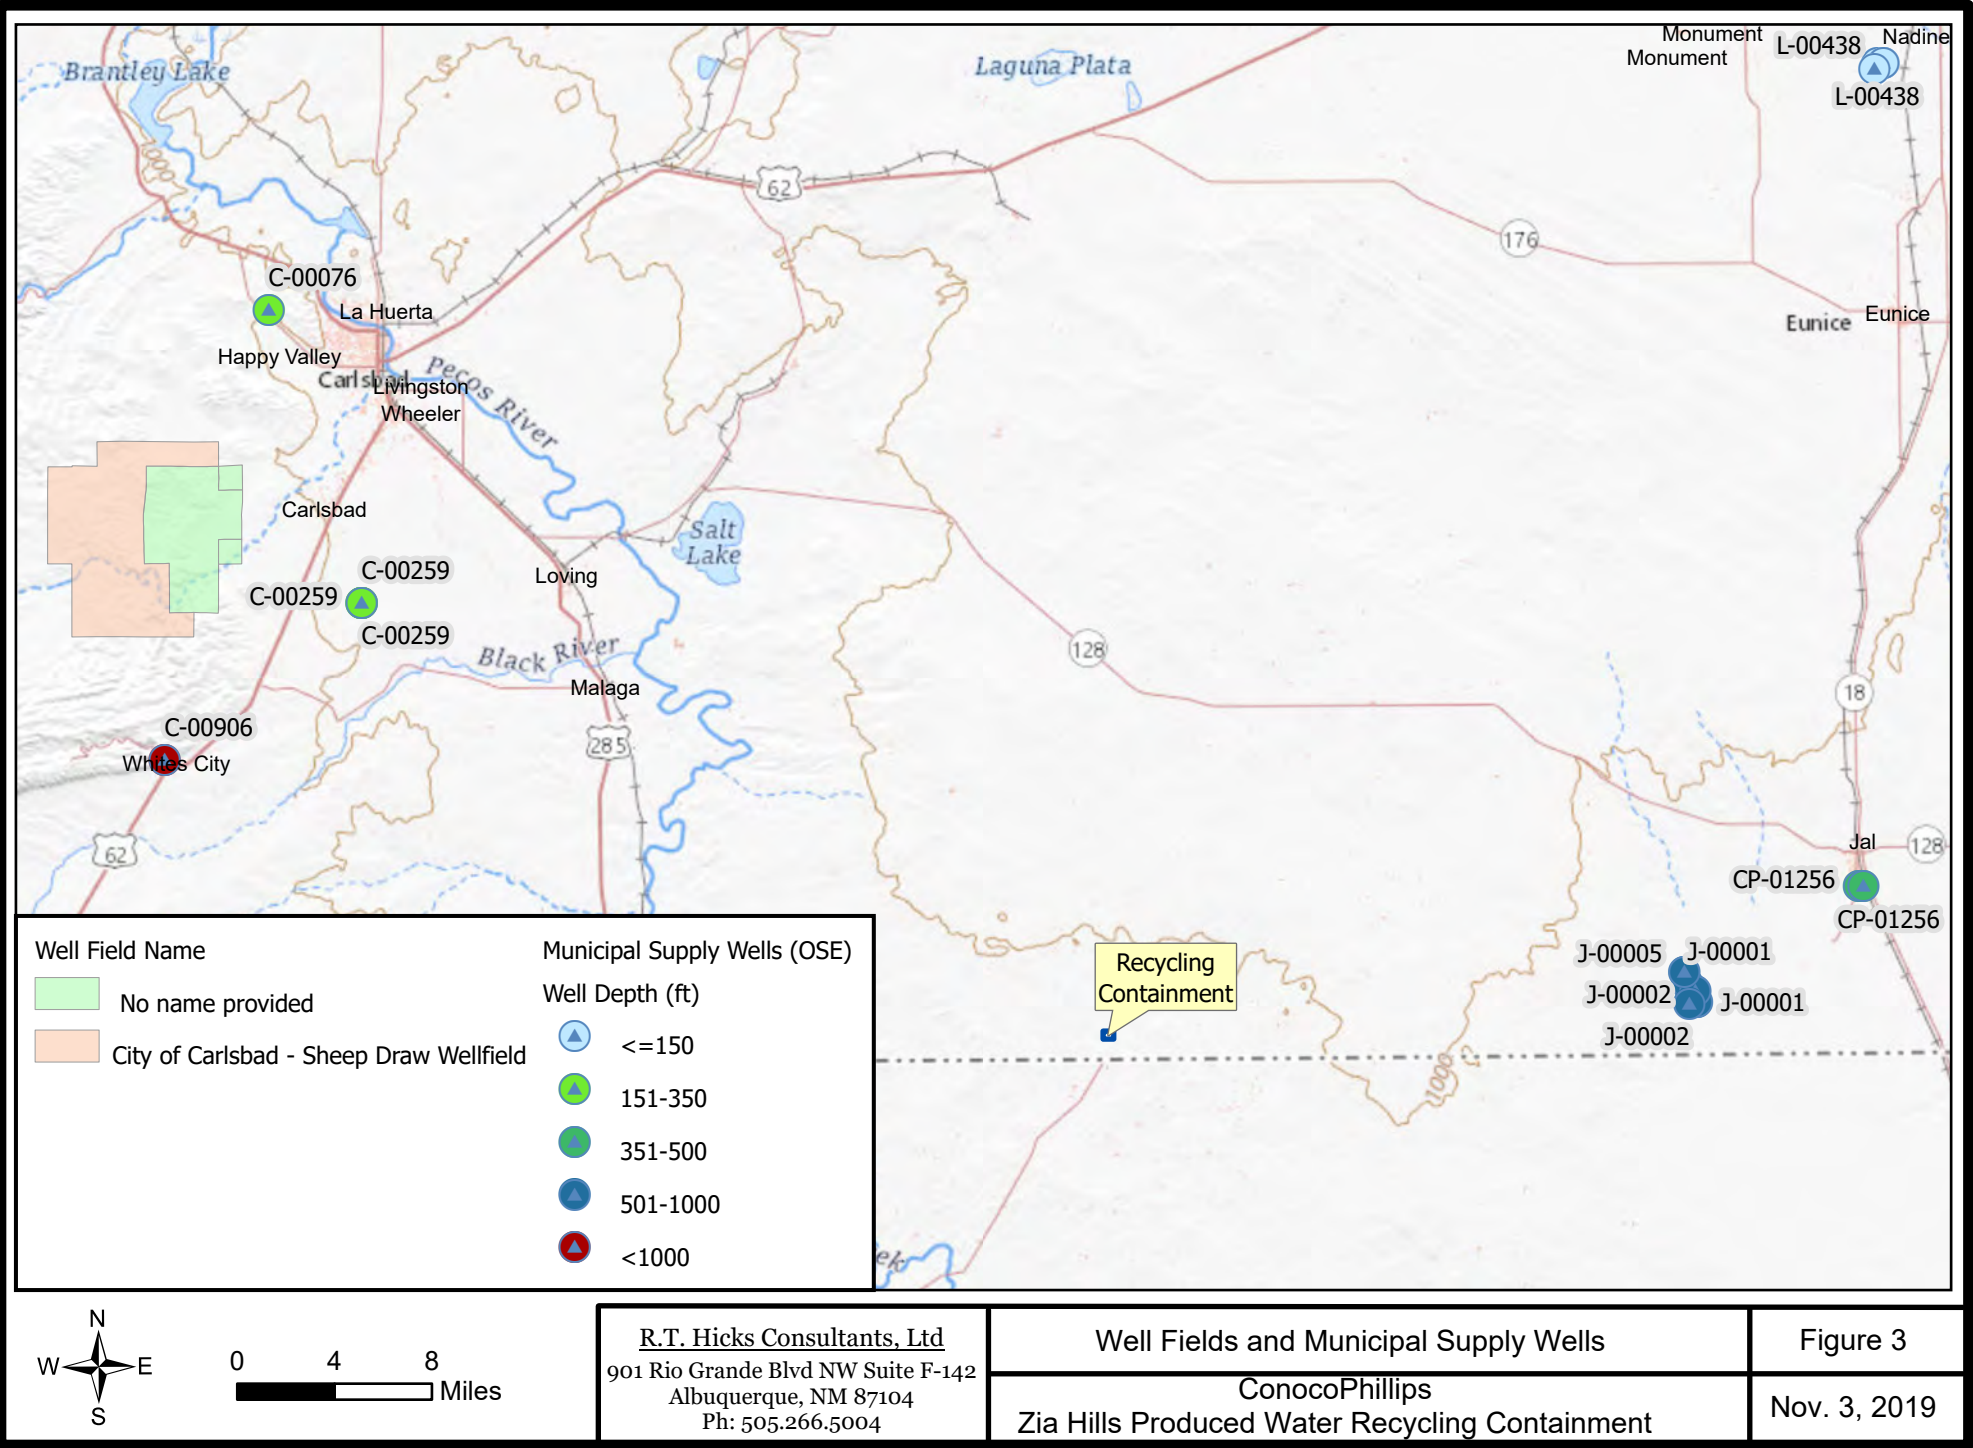 Monument
Nadine
L-00438
Monument
Brantley Lake
Laguna Plata
L-00438
62
176
C-00076
La Huerta
Eunice
Eunice
Happy Valley
Pecos River
Carlsbad
Livingston
Wheeler
Carlsbad
Salt
Lake
C-00259
Loving
C-00259
C-00259
Black River
128
Malaga
18
C-00906
285
Whites City
62
Jal
128
CP-01256
CP-01256
J-00005
J-00001
J-00002
J-00001
J-00002
Recycling
Containment
1000
Well Field Name
No name provided
City of Carlsbad - Sheep Draw Wellfield
Municipal Supply Wells (OSE)
Well Depth (ft)
<=150
151-350
351-500
501-1000
<1000
ek
N
W
E
S
0 4 8
Miles
R.T. Hicks Consultants, Ltd
901 Rio Grande Blvd NW Suite F-142
Albuquerque, NM 87104
Ph: 505.266.5004
Well Fields and Municipal Supply Wells
ConocoPhillips
Zia Hills Produced Water Recycling Containment
Figure 3
Nov. 3, 2019